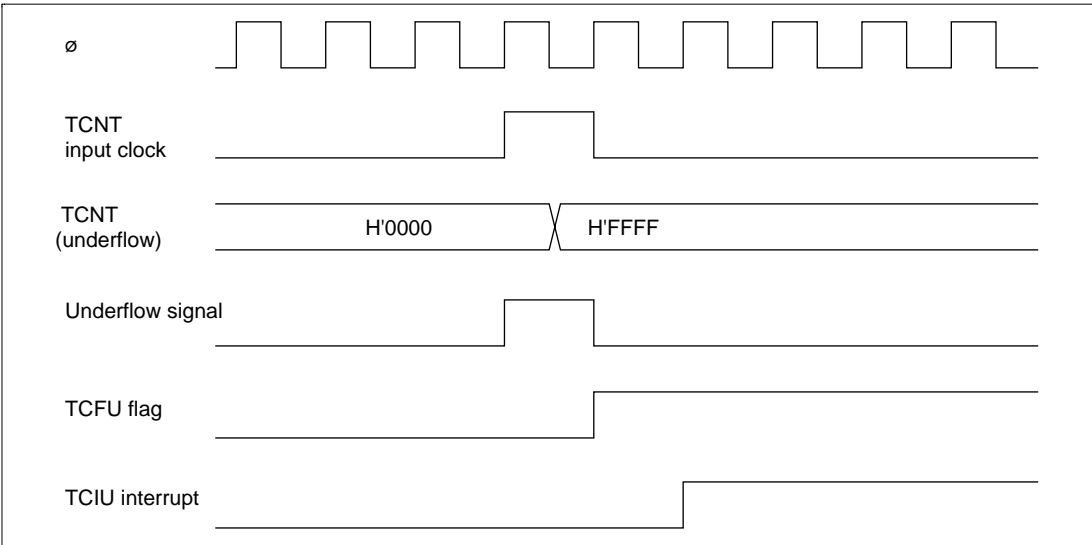 ø
TCNT
input clock
TCNT
(underflow)
H'0000
H'FFFF
Underflow signal
TCFU flag
TCIU interrupt